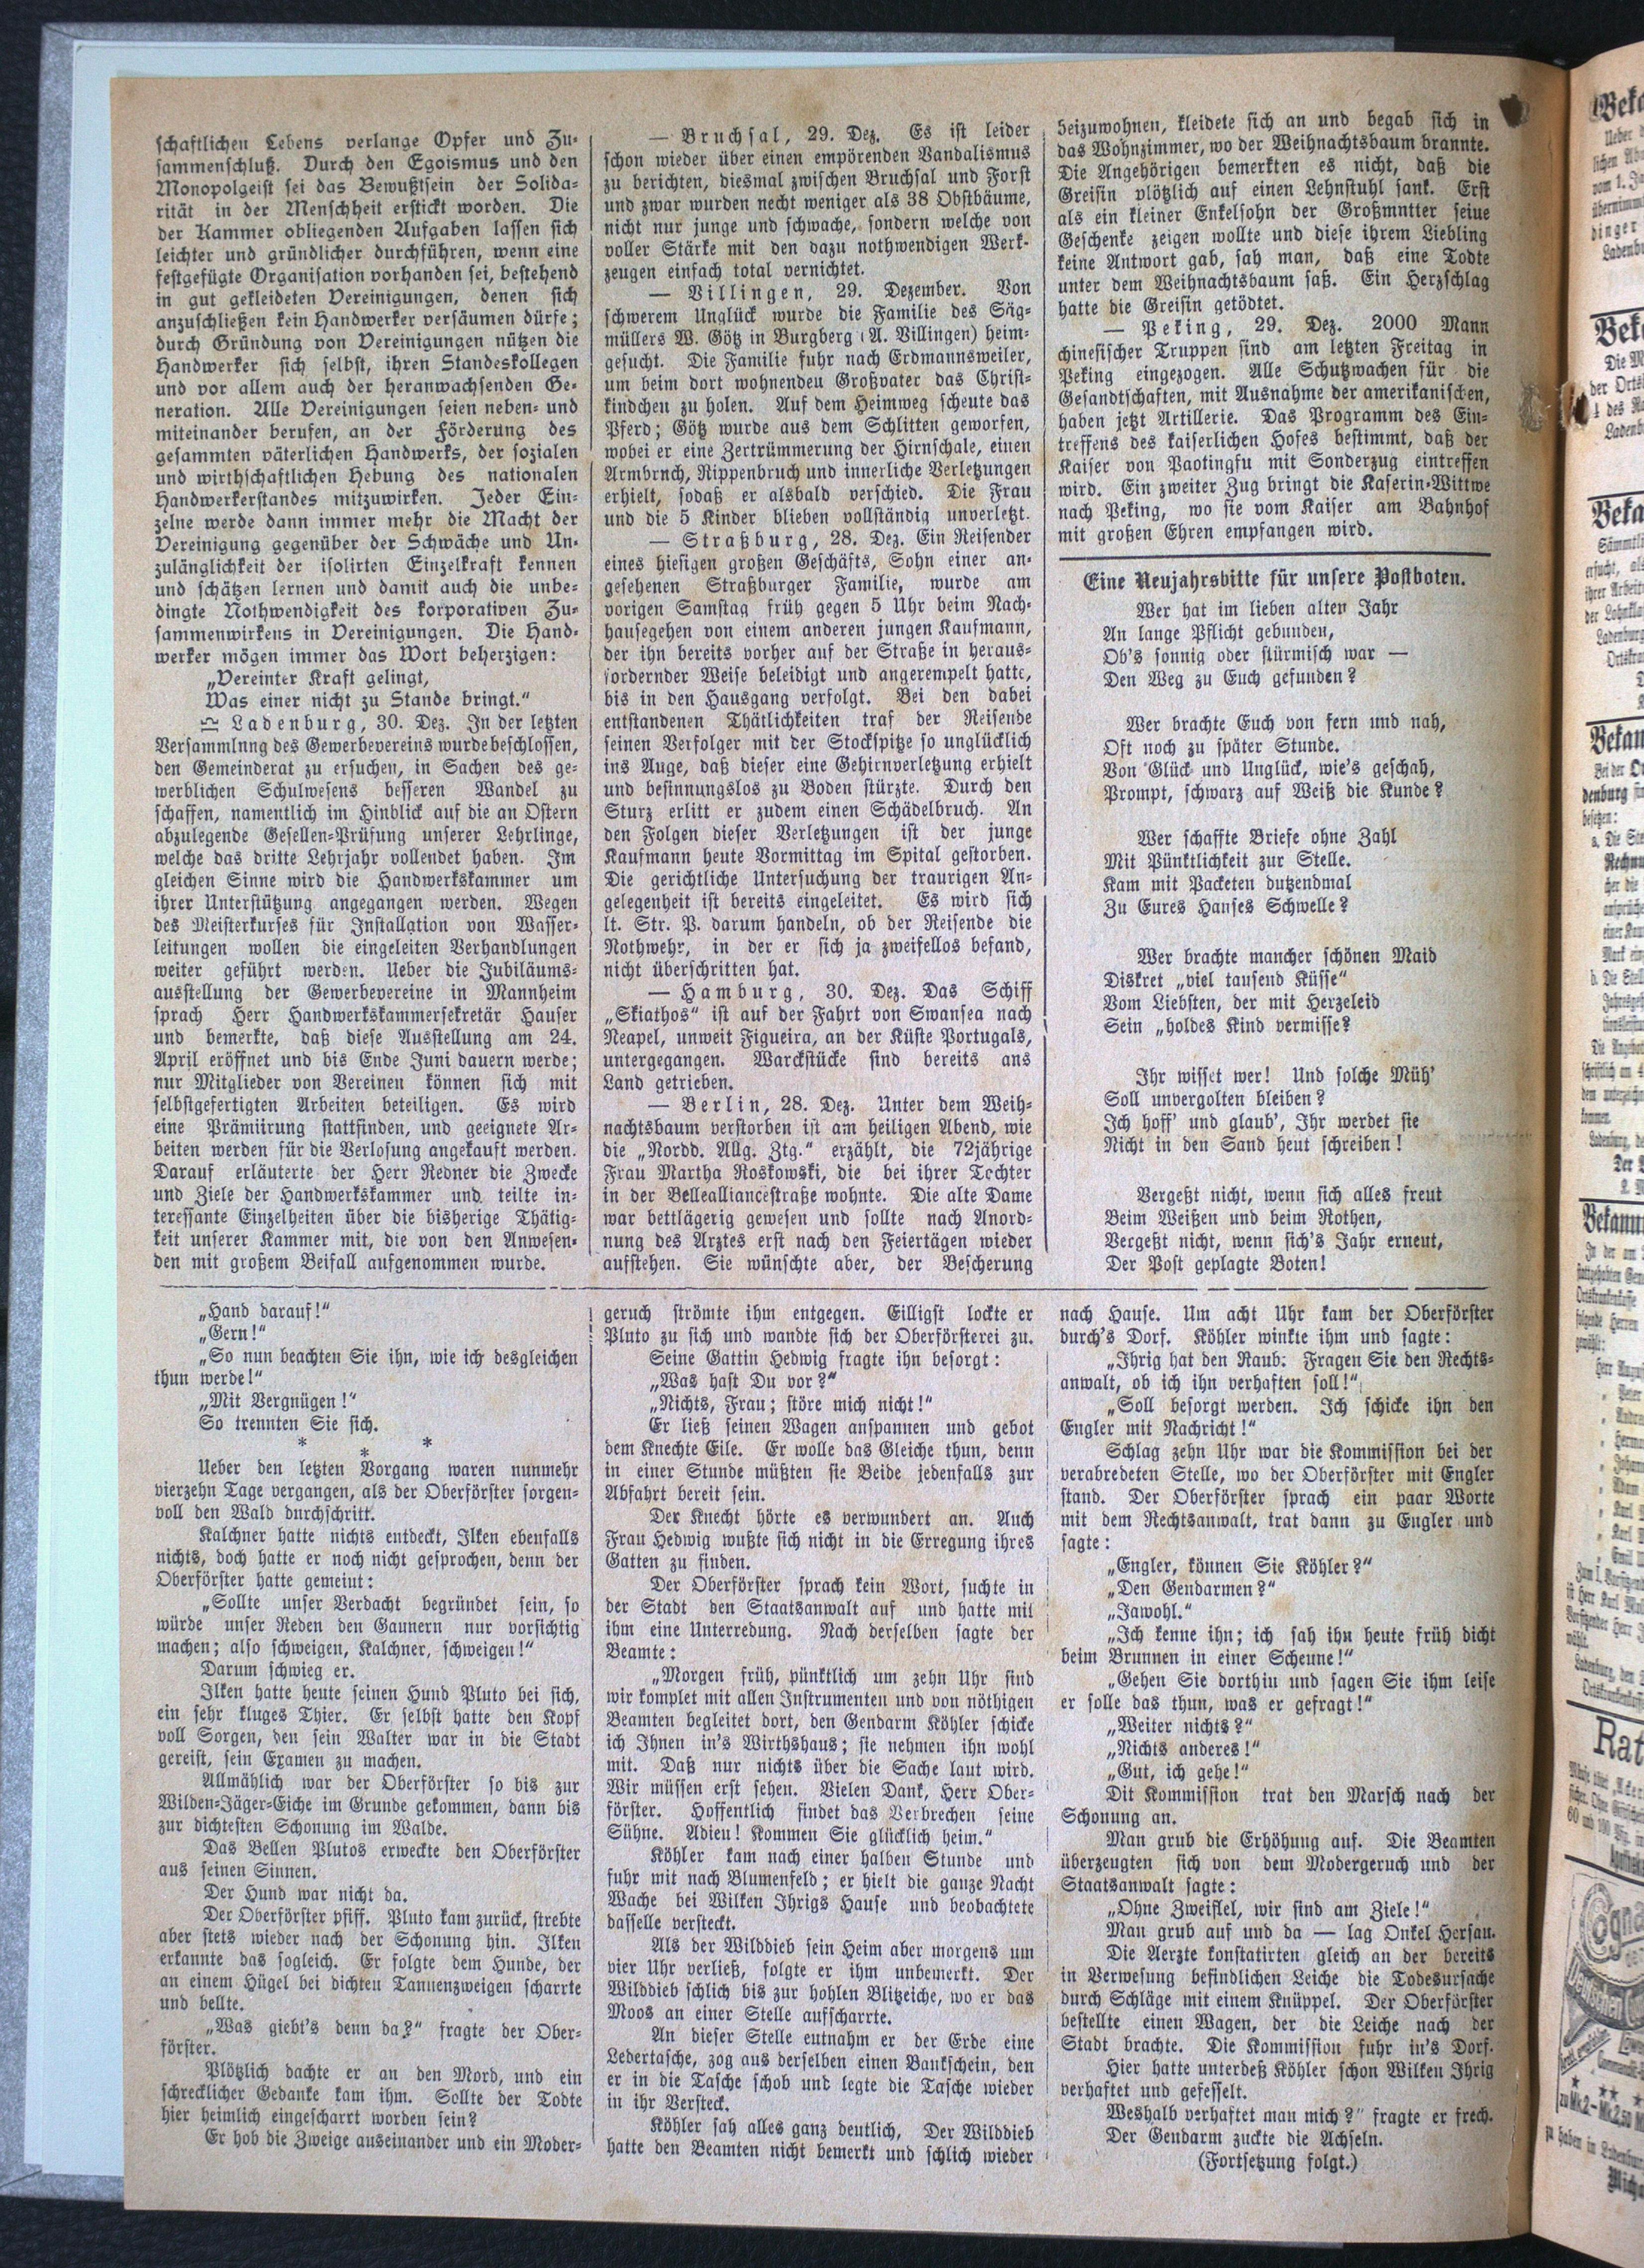 schaftlichen Lebens verlange Opfer und Zu-
sammenschluß. Durch den Egoismus und den
Monopolgeist sei das Bewußtsein der Solida-
rität in der Menschheit erstickt worden. Die
der Kammer obliegenden Aufgaben lassen sich
leichter und gründlicher durchführen, wenn eine
festgefügte Organisation vorhanden sei, bestehend
in gut gekleideten Vereinigungen, denen sich
anzuschließen kein Handwerker versäumen dürfe;
durch Gründung von Vereinigungen nützen die
Handwerker sich selbst, ihren Standeskollegen
und vor allem auch der heranwachsenden Ge-
neration. Alle Vereinigungen seien neben- und
miteinander berufen, an der Förderung des
gesammten väterlichen Handwerks, der sozialen
und wirthschaftlichen Hebung des nationalen
Handwerkerstandes mitzuwirken. Jeder Ein-
zelne werde dann immer mehr die Macht der
Vereinigung gegenüber der Schwäche und Un-
zulänglichkeit der isolirten Einzelkraft kennen
und schätzen lernen und damit auch die unbe-
dingte Nothwendigkeit des korporativen Zu-
sammenwirkens in Vereinigungen. Die Hand-
werker mögen immer das Wort beherzigen:
„Vereinter Kraft gelingt,
Was einer nicht zu Stande bringt.“
Ladenburg, 30. Dez. In der letzten
Versammlnng des Gewerbevereins wurde beschlossen,
den Gemeinderat zu ersuchen, in Sachen des ge-
werblichen Schulwesens besseren Wandel zu
schaffen, namentlich im Hinblick auf die an Ostern
abzulegende Gesellen-Prüfung unserer Lehrlinge,
welche das dritte Lehrjahr vollendet haben. Im
gleichen Sinne wird die Handwerkskammer um
ihrer Unterstützung angegangen werden. Wegen
des Meisterkurses für Installation von Wasser-
leitungen wollen die eingeleiten Verhandlungen
weiter geführt werden. Ueber die Jubiläums-
ausstellung der Gewerbevereine in Mannheim
sprach Herr Handwerkskammersekretär Hauser
und bemerkte, daß diese Ausstellung am 24.
April eröffnet und bis Ende Juni dauern werde;
nur Mitglieder von Vereinen können sich mit
selbstgefertigten Arbeiten beteiligen. Es wird
eine Prämiirung stattfinden, und geeignete Ar-
beiten werden für die Verlosung angekauft werden.
Darauf erläuterte der Herr Redner die Zwecke
und Ziele der Handwerkskammer und teilte in-
teressante Einzelheiten über die bisherige Thätig-
keit unserer Kammer mit, die von den Anwesen-
den mit großem Beifall aufgenommen wurde.
— Bruchsal, 29. Dez. Es ist leider
schon wieder über einen empörenden Vandalismus
zu berichten, diesmal zwischen Bruchsal und Forst
und zwar wurden necht weniger als 38 Obstbäume,
nicht nur junge und schwache, sondern welche von
voller Stärke mit den dazu nothwendigen Werk-
zeugen einfach total vernichtet.
— Villingen, 29. Dezember. Von
schwerem Unglück wurde die Familie des Säg-
müllers W. Götz in Burgberg (A. Villingen) heim-
gesucht. Die Familie fuhr nach Erdmannsweiler,
um beim dort wohnendeu Großvater das Christ-
kindchen zu holen. Auf dem Heimweg scheute das
Pferd; Götz wurde aus dem Schlitten geworfen,
wobei er eine Zertrümmerung der Hirnschale, einen
Armbrnch, Rippenbruch und innerliche Verletzungen
erhielt, sodaß er alsbald verschied. Die Frau
und die 5 Kinder blieben vollständig unverletzt.
— Straßburg, 28. Dez. Ein Reisender
eines hiesigen großen Geschäfts, Sohn einer an-
gesehenen Straßburger Familie, wurde am
vorigen Samstag früh gegen 5 Uhr beim Nach-
hausegehen von einem anderen jungen Kaufmann,
der ihn bereits vorher auf der Straße in heraus-
fordernder Weise beleidigt und angerempelt hatte,
bis in den Hausgang verfolgt. Bei den dabei
entstandenen Thätlichkeiten traf der Reisende
seinen Verfolger mit der Stockspitze so unglücklich
ins Auge, daß dieser eine Gehirnverletzung erhielt
und besinnungslos zu Boden stürzte. Durch den
Sturz erlitt er zudem einen Schädelbruch. An
den Folgen dieser Verletzungen ist der junge
Kaufmann heute Vormittag im Spital gestorben.
Die gerichtliche Untersuchung der traurigen An-
gelegenheit ist bereits eingeleitet. Es wird sich
lt. Str. P. darum handeln, ob der Reisende die
Nothwehr, in der er sich ja zweifellos befand,
nicht überschritten hat.
— Hamburg, 30. Dez. Das Schiff
„Skiathos“ ist auf der Fahrt von Swansea nach
Neapel, unweit Figueira, an der Küste Portugals,
untergegangen. Warckstücke sind bereits ans
Land getrieben.
— Berlin, 28. Dez. Unter dem Weih-
nachtsbaum verstorben ist am heiligen Abend, wie
die „Nordd. Allg. Ztg.“ erzählt, die 72jährige
Frau Martha Roskowski, die bei ihrer Tochter
in der Belleallianceftraße wohnte. Die alte Dame
war bettlägerig gewesen und sollte nach Anord-
nung des Arztes erst nach den Feiertägen wieder
aufstehen. Sie wünschte aber, der Bescherung
beizuwohnen, kleidete sich an und begab sich in
das Wohnzimmer, wo der Weihnachtsbaum brannte.
Die Angehörigen bemerkten es nicht, daß die
Greisin plötzlich auf einen Lehnstuhl sank. Erst
als ein kleiner Enkelsohn der Großmntter seiue
Geschenke zeigen wollte und diese ihrem Liebling
keine Antwort gab, sah man, daß eine Todte
unter dem Weihnachtsbaum saß. Ein Herzschlag
hatte die Greisin getödtet.
— Peking, 29. Dez. 2000 Mann
chinesischer Truppen sind am letzten Freitag in
Peking eingezogen. Alle Schutzwachen für die
Gesandtschaften, mit Ausnahme der amerikanischen,
haben jetzt Artillerie. Das Programm des Ein-
treffens des kaiserlichen Hofes bestimmt, daß der
Kaiser von Paotingfu mit Sonderzug eintreffen
wird. Ein zweiter Zug bringt die Kaserin-Wittwe
nach Peking, wo sie vom Kaiser am Bahnhof
mit großen Ehren empfangen wird.
Eine Neujahrsbitte für unsere Postboten.
Wer hat im lieben alten Jahr
An lange Pflicht gebunden,
Ob's sonnig oder stürmisch war —
Den Weg zu Euch gefunden?
Wer brachte Euch von fern und nah,
Oft noch zu später Stunde.
Von Glück und Unglück, wie's geschah,
Prompt, schwarz auf Weiß die Kunde?
Wer schaffte Briefe ohne Zahl
Mit Pünktlichkeit zur Stelle.
Kam mit Packeten dutzendmal
Zu Eures Hauses Schwelle?
Wer brachte mancher schönen Maid
Diskret „viel tausend Küsse“
Vom Liebsten, der mit Herzeleid
Sein „holdes Kind vermisse?
Ihr wisset wer! Und solche Müh'
Soll unvergolten bleiben?
Ich hoff' und glaub', Ihr werdet sie
Nicht in den Sand heut schreiben!
Vergeßt nicht, wenn sich alles freut
Beim Weißen und beim Rothen,
Vergeßt nicht, wenn sich's Jahr erneut,
Der Post geplagte Boten!
„Hand darauf!“
„Gern!“
„So nun beachten Sie ihn, wie ich desgleichen
thun werde!“
„Mit Vergnügen!“
So trennten Sie sich.
* * *
Ueber den letzten Vorgang waren nunmehr
vierzehn Tage vergangen, als der Oberförster sorgen-
voll den Wald durchschritt.
Kalchner hatte nichts entdeckt, Ilken ebenfalls
nichts, doch hatte er noch nicht gesprochen, denn der
Oberförster hatte gemeint:
„Sollte unser Verdacht begründet sein, so
würde unser Reden den Gaunern nur vorsichtig
machen; also schweigen, Kalchner, schweigen!“
Darum schwieg er.
Ilken hatte heute seinen Hund Pluto bei sich,
ein sehr kluges Thier. Er selbst hatte den Kopf
voll Sorgen, den sein Walter war in die Stadt
gereist, sein Examen zu machen.
Allmählich war der Oberförster so bis zur
Wilden-Jäger-Eiche im Grunde gekommen, dann bis
zur dichtesten Schonung im Walde.
Das Bellen Plutos erweckte den Oberförster
aus seinen Sinnen.
Der Hund war nicht da.
Der Oberförster pfiff. Pluto kam zurück, strebte
aber stets wieder nach der Schonung hin. Ilken
erkannte das sogleich. Er folgte dem Hunde, der
an einem Hügel bei dichten Tannenzweigen scharrte
und bellte.
„Was giebt's denn da?“ fragte der Ober-
förster.
Plötzlich dachte er an den Mord, und ein
schrecklicher Gedanke kam ihm. Sollte der Todte
hier heimlich eingescharrt worden sein?
Er hob die Zweige auseinander und ein Moder-
geruch strömte ihm entgegen. Eilligst lockte er
Pluto zu sich und wandte sich der Oberförsterei zu.
Seine Gattin Hedwig fragte ihn besorgt:
„Was hast Du vor?“
„Nichts, Frau; störe mich nicht!“
Er ließ seinen Wagen anspannen und gebot
dem Knechte Eile. Er wolle das Gleiche thun, denn
in einer Stunde müßten sie Beide jedenfalls zur
Abfahrt bereit sein.
Der Knecht hörte es verwundert an. Auch
Frau Hedwig wußte sich nicht in die Erregung ihres
Gatten zu finden.
Der Oberförster sprach kein Wort, suchte in
der Stadt den Staatsanwalt auf und hatte mit
ihm eine Unterredung. Nach derselben sagte der
Beamte:
„Morgen früh, pünktlich um zehn Uhr sind
wir komplet mit allen Instrumenten und von nöthigen
Beamten begleitet dort, den Gendarm Köhler schicke
ich Ihnen in's Wirthshaus; sie nehmen ihn wohl
mit. Daß nur nichts über die Sache laut wird.
Wir müssen erst sehen. Vielen Dank, Herr Ober-
förster. Hoffentlich findet das Verbrechen seine
Sühne. Adieu! Kommen Sie glücklich heim.“
Köhler kam nach einer halben Stunde und
fuhr mit nach Blumenfeld; er hielt die ganze Nacht
Wache bei Wilken Ihrigs Hause und beobachtete
dasselle versteckt.
Als der Wilddieb sein Heim aber morgens um
vier Uhr verließ, folgte er ihm unbemerkt. Der
Wilddieb schlich bis zur hohlen Blitzeiche, wo er das
Moos an einer Stelle aufscharrte.
An dieser Stelle eutnahm er der Erde eine
Ledertasche, zog aus derselben einen Bankschein, den
er in die Tasche schob und legte die Tasche wieder
in ihr Versteck.
Köhler sah alles ganz deutlich, Der Wilddieb
hatte den Beamten nicht bemerkt und schlich wieder
nach Hause. Um acht Uhr kam der Oberförster
durch's Dorf. Köhler winkte ihm und sagte:
„Ihrig hat den Raub. Fragen Sie den Rechts-
anwalt, ob ich ihn verhaften soll!“
„Soll besorgt werden. Ich schicke ihn den
Engler mit Nachricht!“
Schlag zehn Uhr war die Kommission bei der
verabredeten Stelle, wo der Oberförster mit Engler
stand. Der Oberförster sprach ein paar Worte
mit dem Rechtsanwalt, trat dann zu Engler und
sagte:
„Engler, können Sie Köhler?“
„Den Gendarmen?“
„Jawohl.“
„Ich kenne ihn; ich sah ihn heute früh dicht
beim Brunnen in einer Scheune!“
„Gehen Sie dorthiu und sagen Sie ihm leise
er solle das thun, was er gefragt!“
„Weiter nichts?“
„Nichts anderes!“
„Gut, ich gehe!“
Dit Kommission trat den Marsch nach der
Schonung an.
Man grub die Erhöhung auf. Die Beamten
überzeugten sich von dem Modergeruch und der
Staatsanwalt sagte:
„Ohne Zweiflel, wir sind am Ziele!“
Man grub auf und da — lag Onkel Hersau.
Die Aerzte konstatirten gleich an der bereits
in Verwesung befindlichen Leiche die Todesursache
durch Schläge mit einem Knüppel. Der Oberförster
bestellte einen Wagen, der die Leiche nach der
Stadt brachte. Die Kommission fuhr in's Dorf.
Hier hatte unterdeß Köhler schon Wilken Ihrig
verhaftet und gefesselt.
Weshalb verhaftet man mich?“ fragte er frech.
Der Gendarm zuckte die Achseln.
(Fortsetzung folgt.)